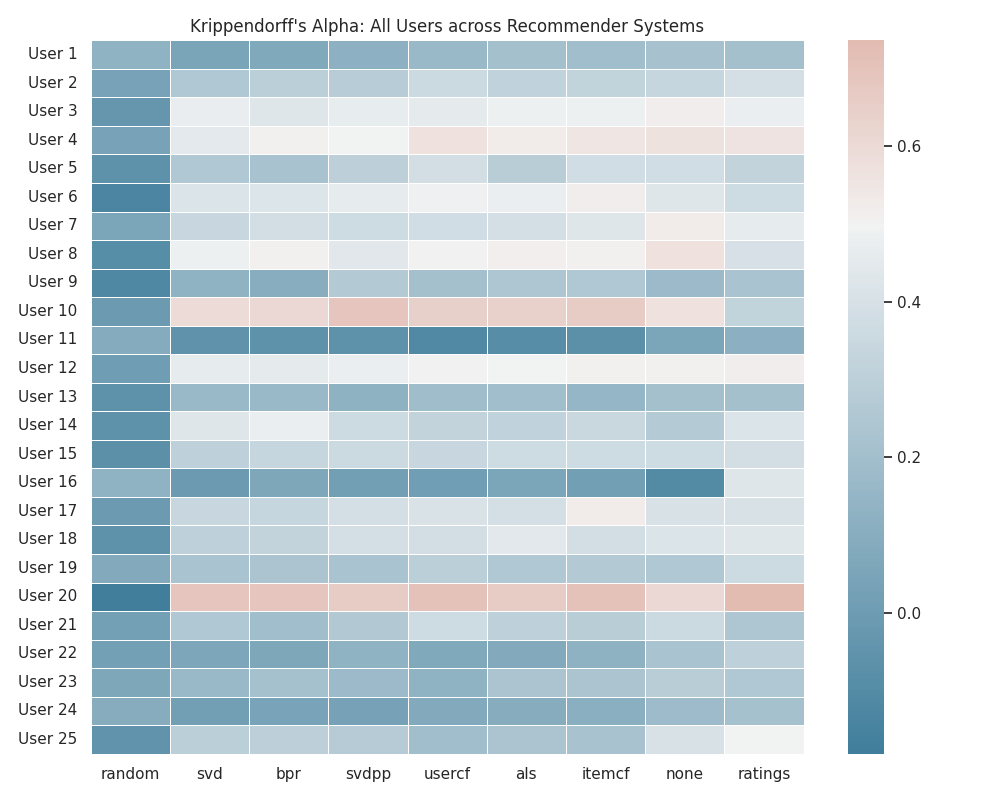 Krippendorff's Alpha: All Users across Recommender Systems
User 1
User 2
User 3
User 4
User 5
User 6
User 7
User 8
User 9
User 10
User 11
User 12
User 13
User 14
User 15
User 16
User 17
User 18
User 19
User 20
User 21
User 22
User 23
User 24
User 25
random svd bpr svdpp usercf als itemcf none ratings
0.6
0.4
0.2
0.0